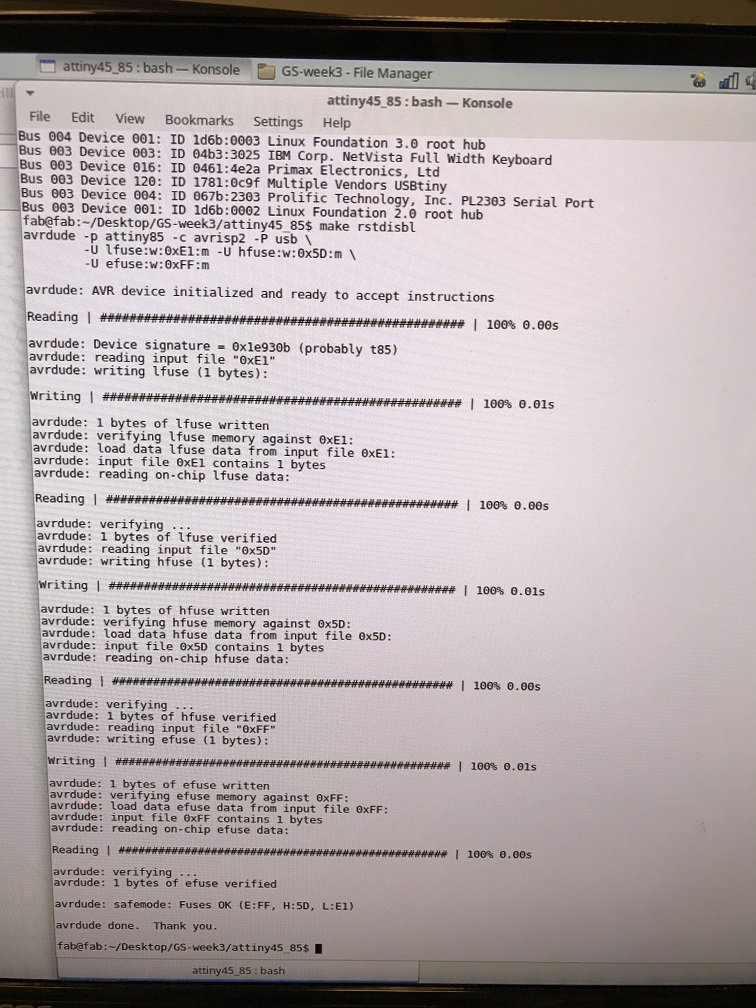 attiny45_85 : bash — Konsole
GS-week3 - File Manager
attiny45_85 : bash — Konsole
File Edit View Bookmarks Settings Help
Bus 004 Device 001: ID 1d6b:0003 Linux Foundation 3.0 root hub
Bus 003 Device 003: ID 04b3:3025 IBM Corp. NetVista Full Width Keyboard
Bus 003 Device 016: ID 0461:4e2a Primax Electronics, Ltd
Bus 003 Device 120: ID 1781:0c9f Multiple Vendors USBtiny
Bus 003 Device 004: ID 067b:2303 Prolific Technology, Inc. PL2303 Serial Port
Bus 003 Device 001: ID 1d6b:0002 Linux Foundation 2.0 root hub
fab@fab:~/Desktop/GS-week3/attiny45_85$ make rstdisbl
avrdude -p attiny85 -c avrisp2 -P usb \
-U lfuse:w:0xE1:m -U hfuse:w:0x5D:m \
-U efuse:w:0xFF:m
avrdude: AVR device initialized and ready to accept instructions
Reading | ################################################## | 100% 0.00s
avrdude: Device signature = 0x1e930b (probably t85)
avrdude: reading input file "0xE1"
avrdude: writing lfuse (1 bytes):
Writing | ################################################## | 100% 0.01s
avrdude: 1 bytes of lfuse written
avrdude: verifying lfuse memory against 0xE1:
avrdude: load data lfuse data from input file 0xE1:
avrdude: input file 0xE1 contains 1 bytes
avrdude: reading on-chip lfuse data:
Reading | ################################################## | 100% 0.00s
avrdude: verifying ...
avrdude: 1 bytes of lfuse verified
avrdude: reading input file "0x5D"
avrdude: writing hfuse (1 bytes):
Writing | ################################################## | 100% 0.01s
avrdude: 1 bytes of hfuse written
avrdude: verifying hfuse memory against 0x5D:
avrdude: load data hfuse data from input file 0x5D:
avrdude: input file 0x5D contains 1 bytes
avrdude: reading on-chip hfuse data:
Reading | ################################################## | 100% 0.00s
avrdude: verifying ...
avrdude: 1 bytes of hfuse verified
avrdude: reading input file "0xFF"
avrdude: writing efuse (1 bytes):
Writing | ################################################## | 100% 0.01s
avrdude: 1 bytes of efuse written
avrdude: verifying efuse memory against 0xFF:
avrdude: load data efuse data from input file 0xFF:
avrdude: input file 0xFF contains 1 bytes
avrdude: reading on-chip efuse data:
Reading | ################################################## | 100% 0.00s
avrdude: verifying ...
avrdude: 1 bytes of efuse verified
avrdude: safemode: Fuses OK (E:FF, H:5D, L:E1)
avrdude done. Thank you.
fab@fab:~/Desktop/GS-week3/attiny45_85$
attiny45_85 : bash